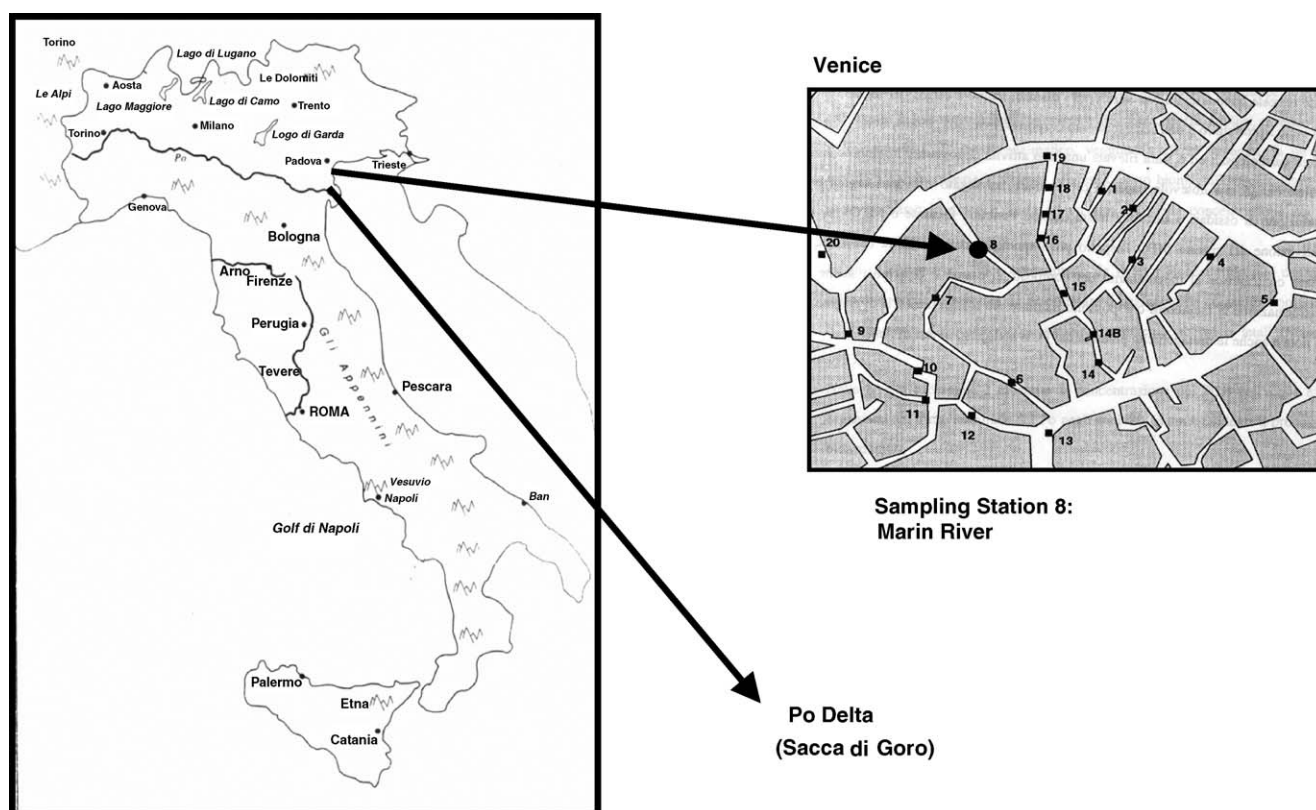 Torino
Lago di Lugano
Le Dolomiti
Aosta
Le Alpi
Lago Maggiore
Lago di Camo
Trento
Milano
Logo di Garda
Torino
Po
Padova
Trieste
Genova
Bologna
Arno
Firenze
Perugia
Gli Appennini
Tevere
Pescara
ROMA
Vesuvio
Napoli
Ban
Golf di Napoli
Palermo
Etna
Catania
Venice
19
18
1
17
2
16
20
8
3
4
15
7
5
9
14B
10
14
6
11
12
13
Sampling Station 8:
Marin River
Po Delta
(Sacca di Goro)